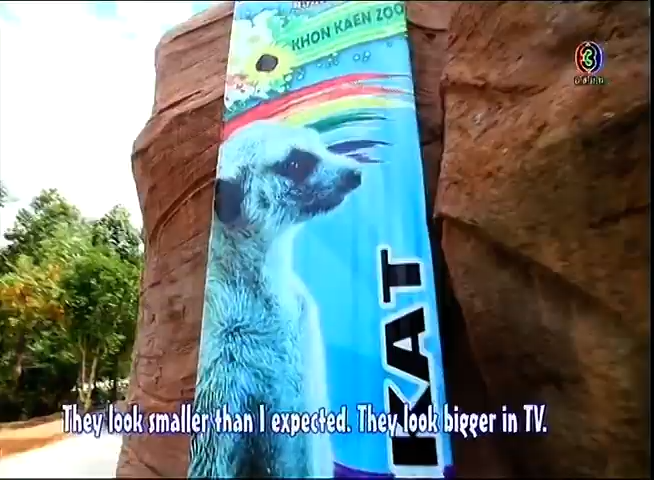 KHON KAEN ZOO
KAT
They look smaller than I expected. They look bigger in TV.